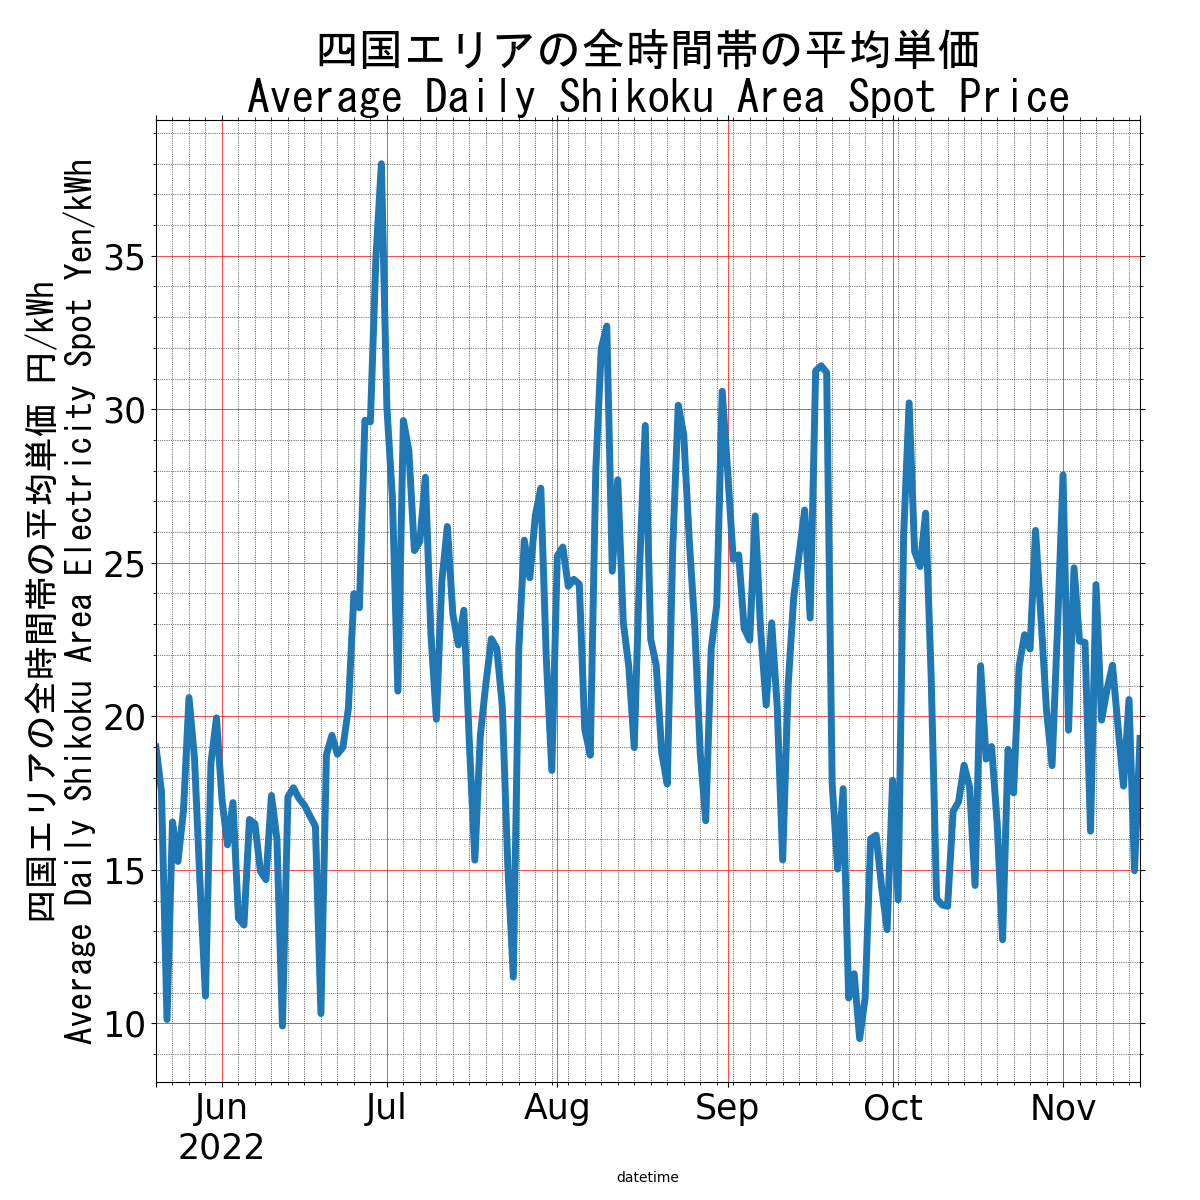 四国エリアの全時間帯の平均単価
Average Daily Shikoku Area Spot Price
四国エリアの全時間帯の平均単価 円/kWh
Average Daily Shikoku Area Electricity Spot Yen/kWh
35
30
25
20
15
10
Jun
2022
Jul
Aug
Sep
Oct
Nov
datetime